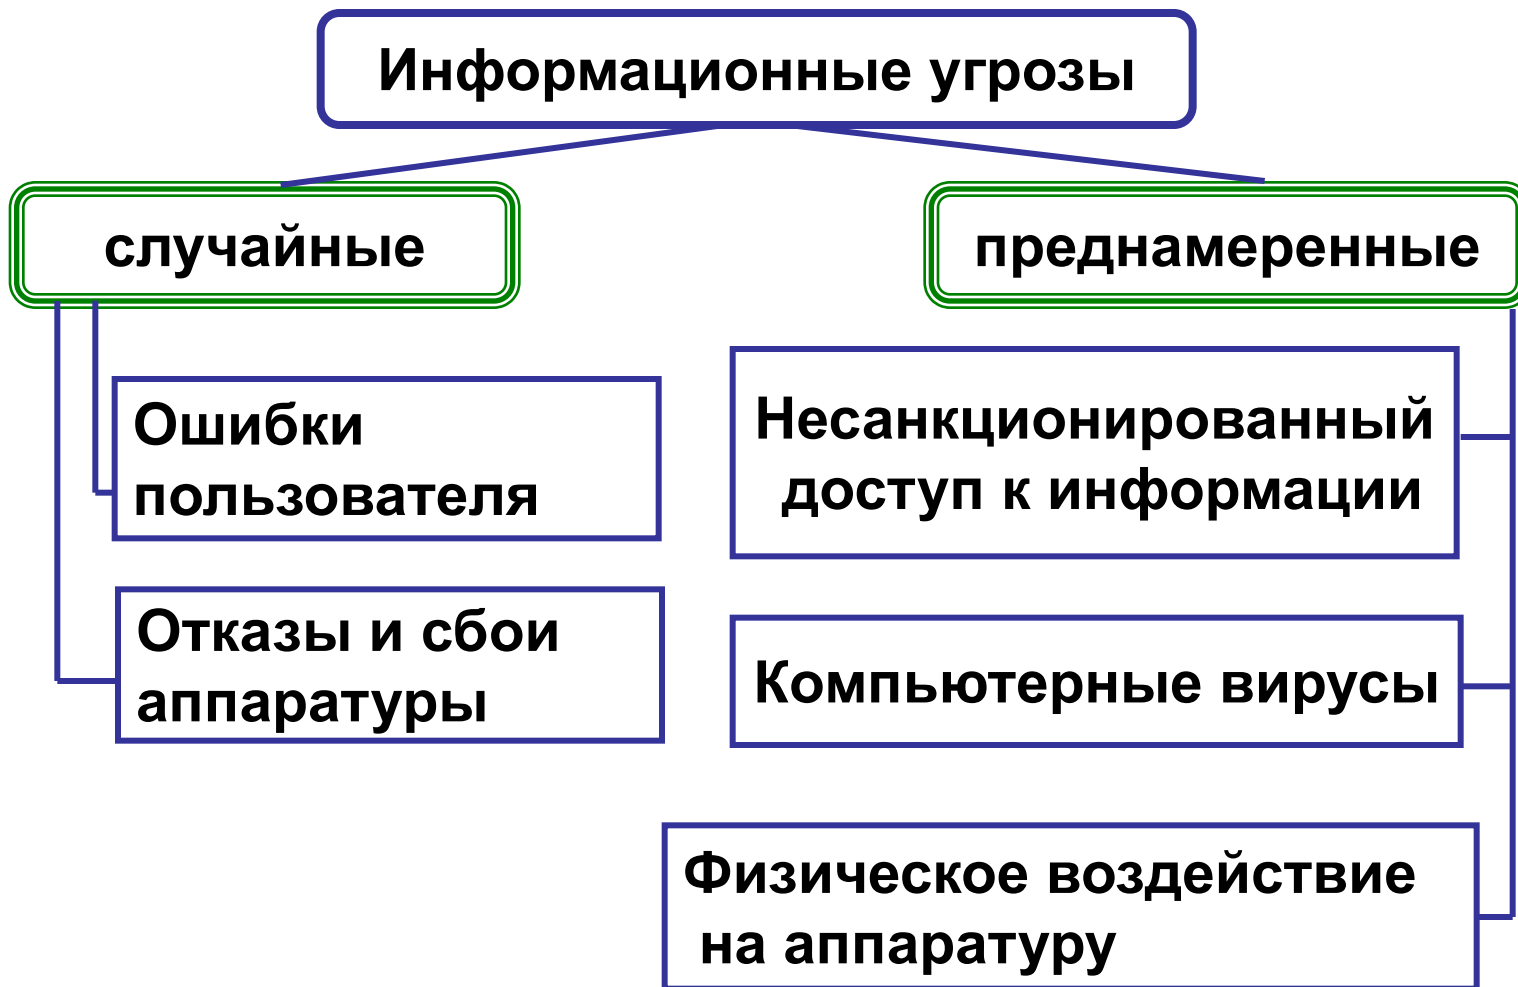 Информационные угрозы
случайные
преднамеренные
Ошибки
пользователя
Отказы и сбои
аппаратуры
Несанкционированный
доступ к информации
Компьютерные вирусы
Физическое воздействие
на аппаратуру